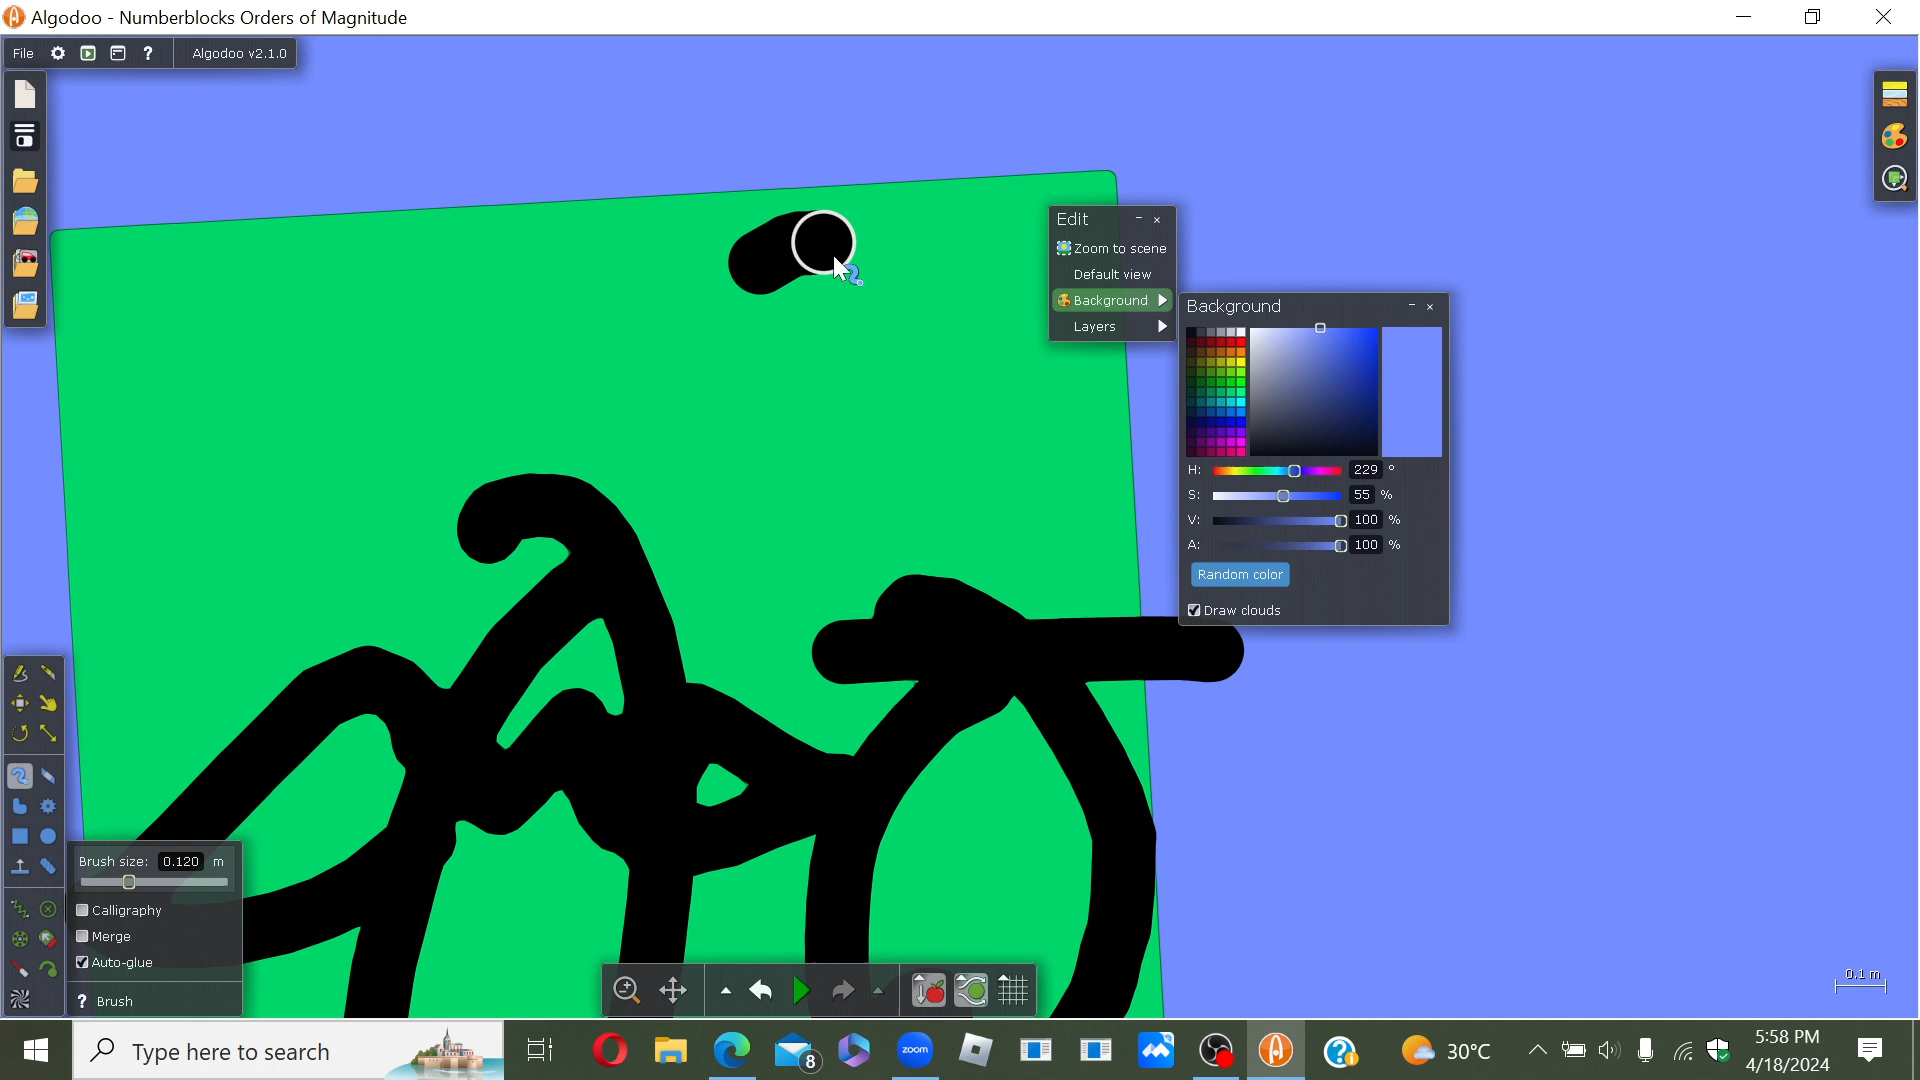 Algodoo - Numberblocks Orders of Magnitude
File ? Algodoo v2.1.0
Edit
Zoom to scene
Default view
Background
Layers
Background
H: 229 °
S: 55 %
V: 100 %
A: 100 %
Random color
Draw clouds
Brush size: 0.120 m
Calligraphy
Merge
Auto-glue
? Brush
0.1 m
Type here to search
8
zoom
30°C
5:58 PM
4/18/2024